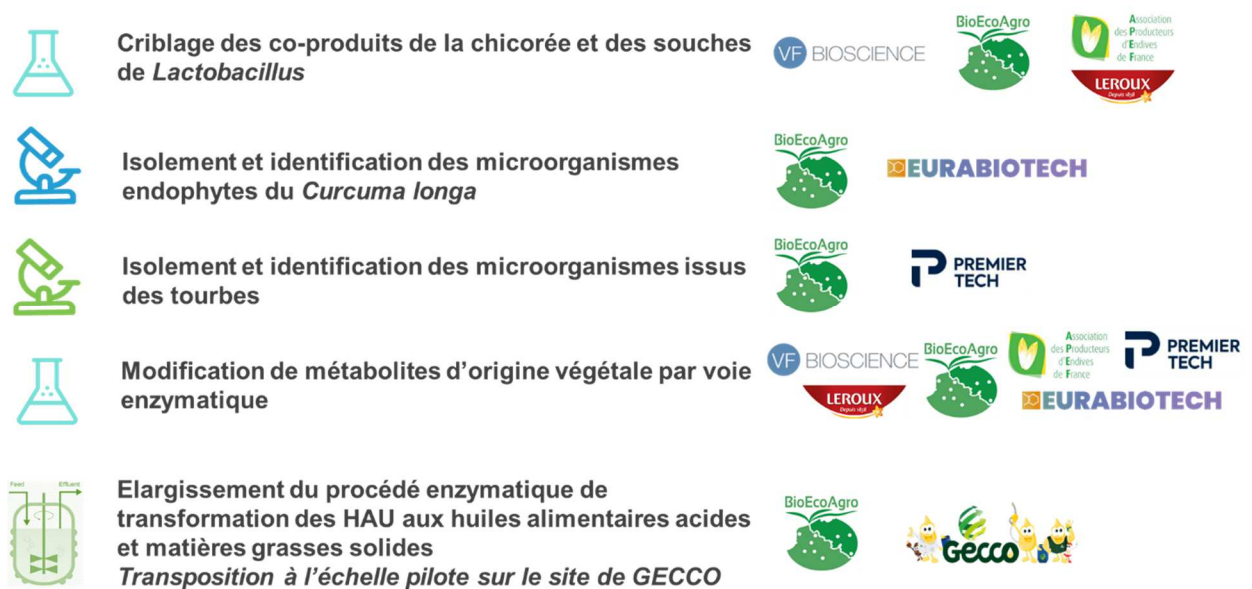 Criblage des co-produits de la chicorée et des souches
de Lactobacillus
VF BIOSCIENCE
BioEcoAgro
Association
des Producteurs
d'Endives
de France
LEROUX
Depuis 1858
Isolement et identification des microorganismes
endophytes du Curcuma longa
BioEcoAgro
EURABIOTECH
Isolement et identification des microorganismes issus
des tourbes
BioEcoAgro
PREMIER
TECH
Modification de métabolites d'origine végétale par voie
enzymatique
VF BIOSCIENCE
LEROUX
Depuis 1858
BioEcoAgro
Association
des Producteurs
d'Endives
de France
PREMIER
TECH
EURABIOTECH
Feed
Effluent
Elargissement du procédé enzymatique de
transformation des HAU aux huiles alimentaires acides
et matières grasses solides
Transposition à l'échelle pilote sur le site de GECCO
BioEcoAgro
Gecco